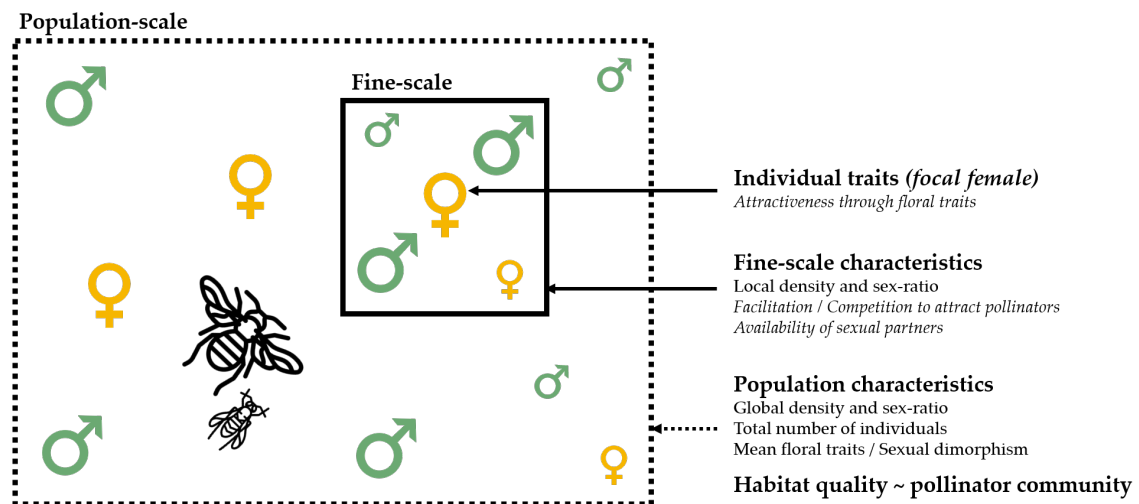 Population-scale
Fine-scale
Individual traits (focal female)
Attractiveness through floral traits
Fine-scale characteristics
Local density and sex-ratio
Facilitation / Competition to attract pollinators
Availability of sexual partners
Population characteristics
Global density and sex-ratio
Total number of individuals
Mean floral traits / Sexual dimorphism
Habitat quality ~ pollinator community